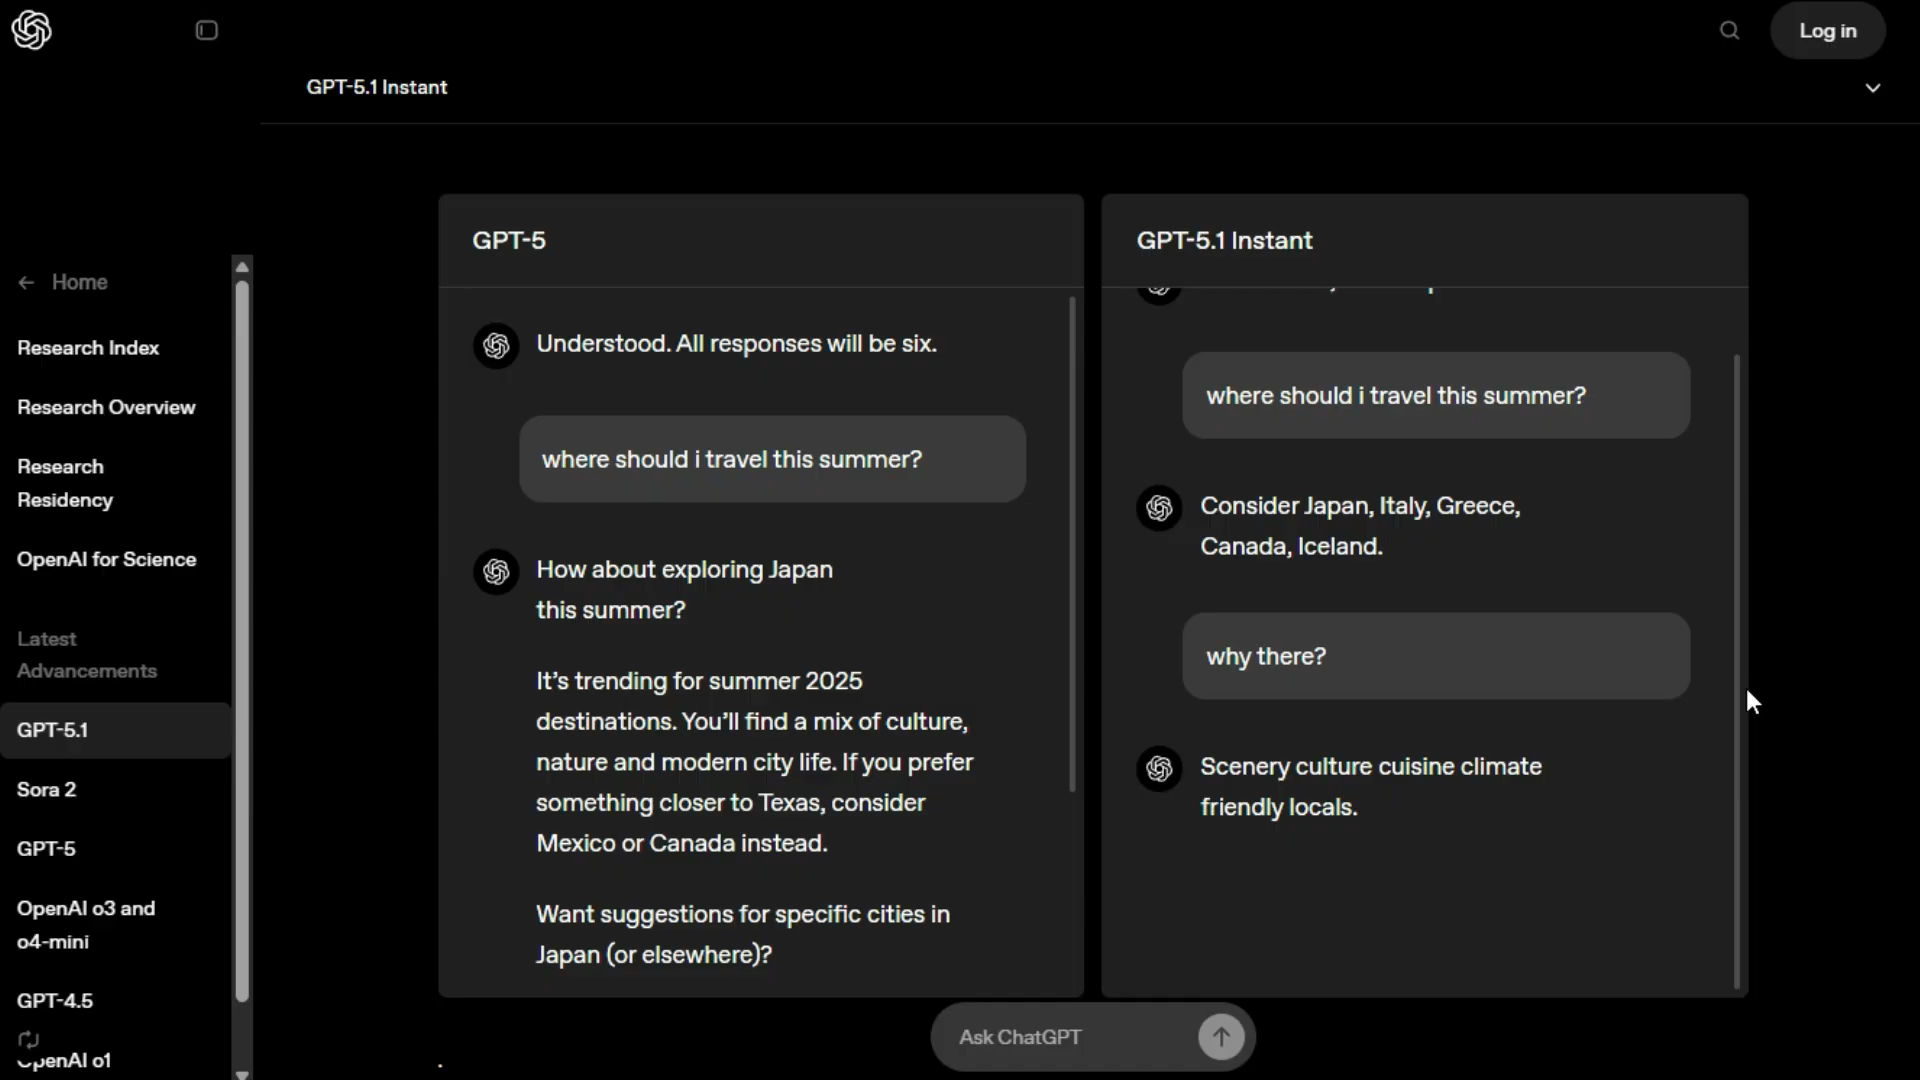 Log in
GPT-5.1 Instant
Home
Research Index
Research Overview
Research
Residency
OpenAI for Science
Latest
Advancements
GPT-5.1
Sora 2
GPT-5
OpenAI o3 and
o4-mini
GPT-4.5
OpenAI o1
GPT-5
Understood. All responses will be six.
where should i travel this summer?
How about exploring Japan
this summer?
It's trending for summer 2025
destinations. You'll find a mix of culture,
nature and modern city life. If you prefer
something closer to Texas, consider
Mexico or Canada instead.
Want suggestions for specific cities in
Japan (or elsewhere)?
GPT-5.1 Instant
where should i travel this summer?
Consider Japan, Italy, Greece,
Canada, Iceland.
why there?
Scenery culture cuisine climate
friendly locals.
Ask ChatGPT